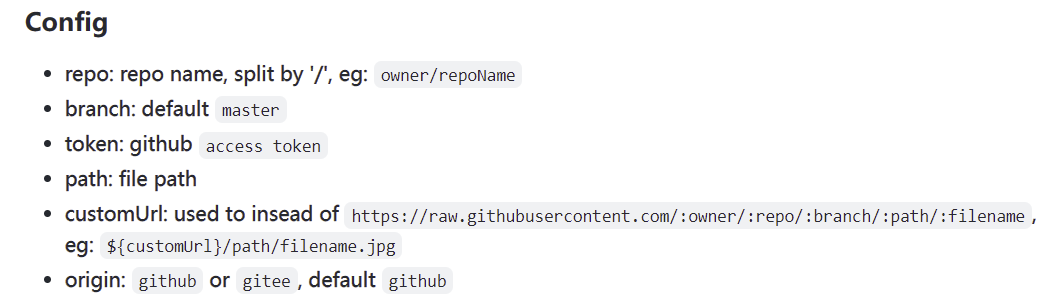 Config
• repo: repo name, split by '/', eg: owner/repoName
• branch: default master
• token: github access token
• path: file path
• customUrl: used to insead of https://raw.githubusercontent.com/:owner/:repo/:branch/:path/:filename,
eg: ${customUrl}/path/filename.jpg
• origin: github or gitee, default github